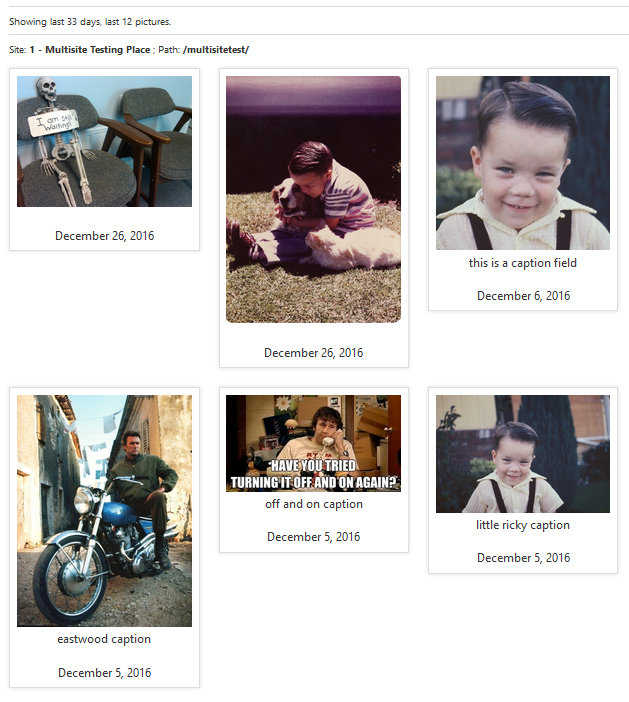 Showing last 33 days, last 12 pictures.
Site: 1 - Multisite Testing Place ; Path: /multisitetest/
I am still
Waiting!
December 26, 2016
December 26, 2016
this is a caption field
December 6, 2016
eastwood caption
December 5, 2016
HAVE YOU TRIED
TURNING IT OFF AND ON AGAIN?
off and on caption
December 5, 2016
little ricky caption
December 5, 2016